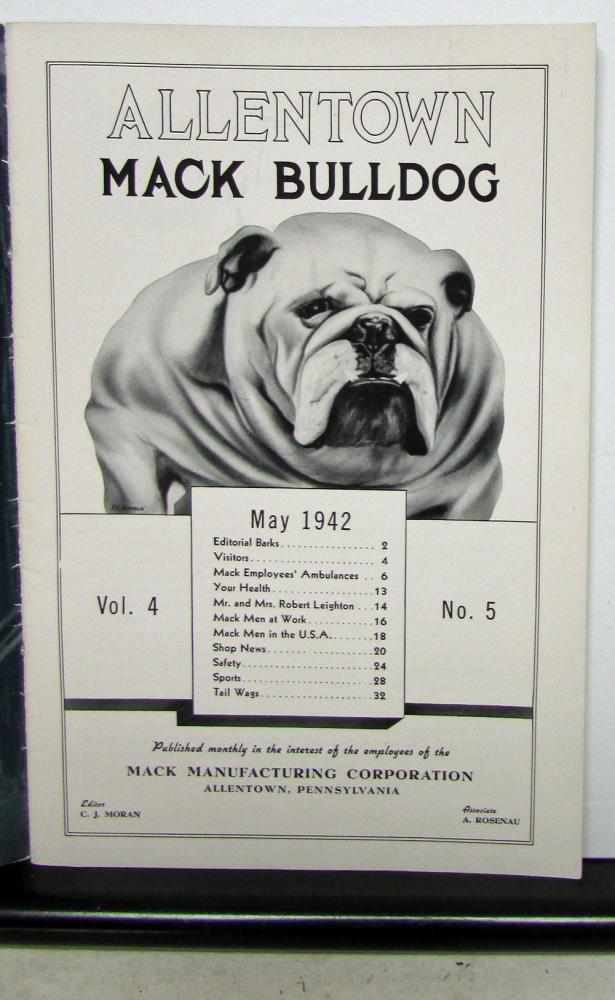 ALLENTOWN
MACK BULLDOG
May 1942
Editorial Barks................ 2
Visitors........................ 4
Mack Employees' Ambulances .. 6
Your Health....................13
Mr. and Mrs. Robert Leighton ...14
Mack Men at Work..............16
Mack Men in the U.S.A........18
Shop News.....................20
Safety..........................24
Sports..........................28
Tail Wags.......................32
Vol. 4
No. 5
Published monthly in the interest of the employees of the
MACK MANUFACTURING CORPORATION
ALLENTOWN, PENNSYLVANIA
Editor
C. J. MORAN
Associate
A. ROSENAU